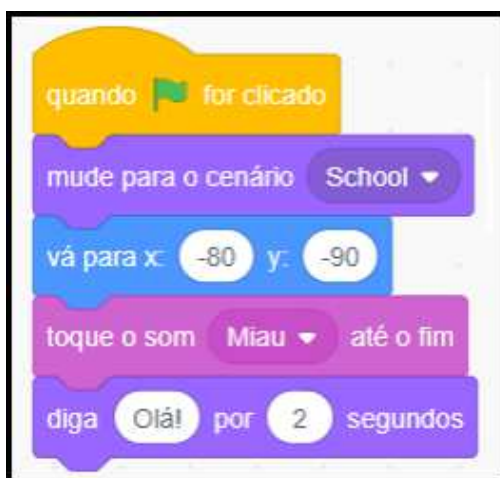 quando for clicado
mude para o cenário School
vá para x: -80 y: -90
toque o som Miau até o fim
diga Olá! por 2 segundos